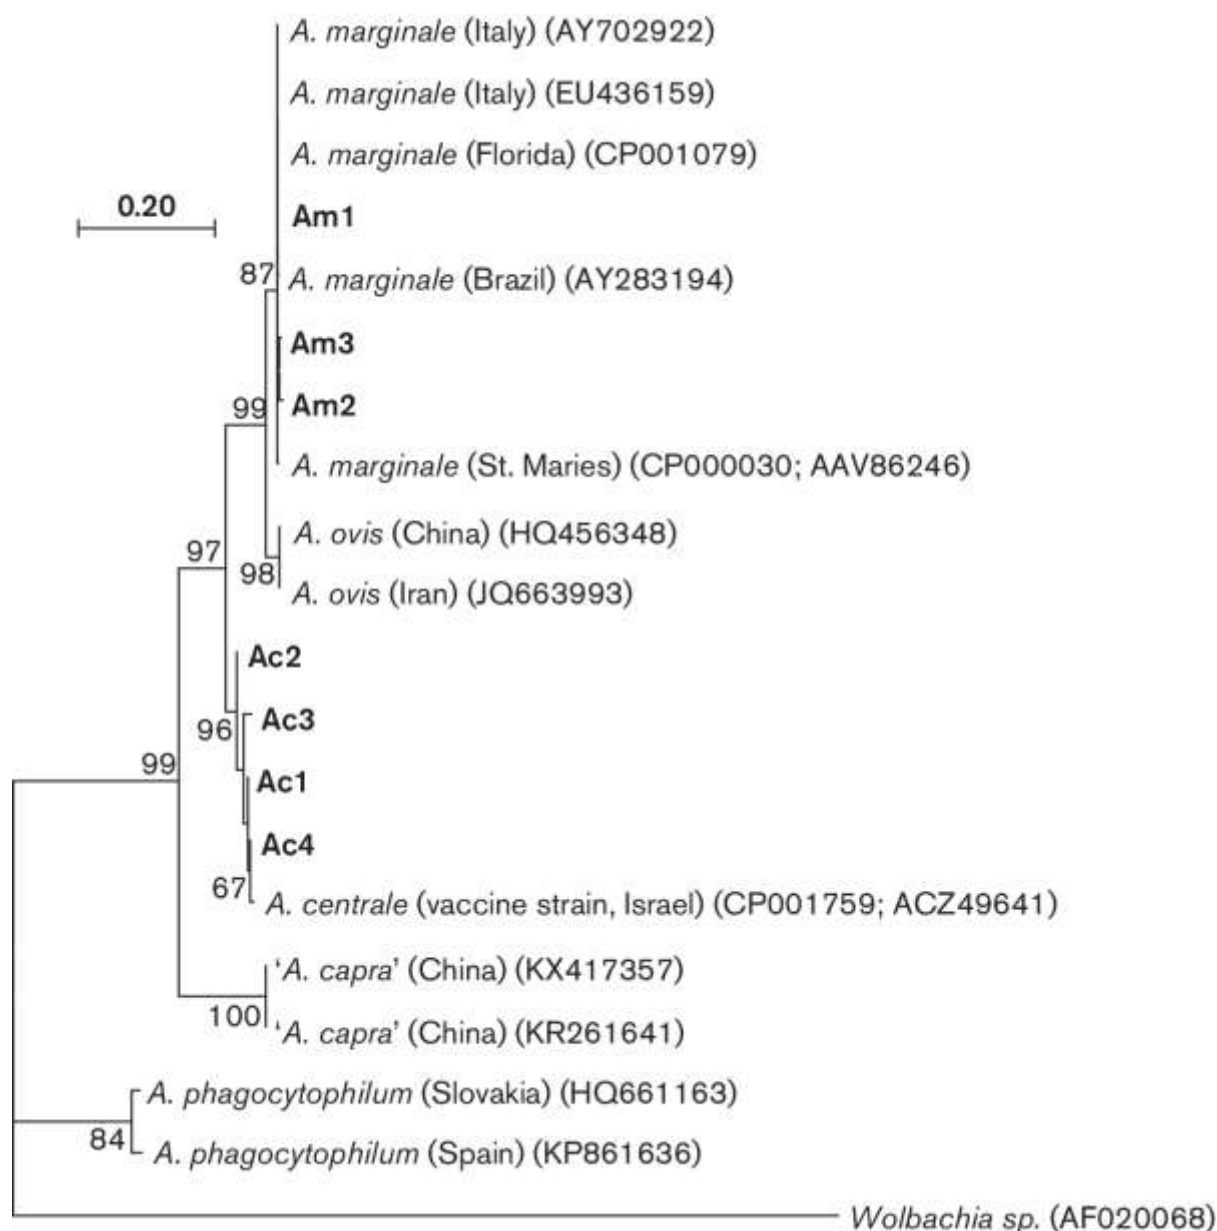 A. marginale (Italy) (AY702922)
A. marginale (Italy) (EU436159)
A. marginale (Florida) (CP001079)
0.20
Am1
87
A. marginale (Brazil) (AY283194)
Am3
99
Am2
A. marginale (St. Maries) (CP000030; AAV86246)
A. ovis (China) (HQ456348)
97
98
A. ovis (Iran) (JQ663993)
Ac2
Ac3
96
99
Ac1
Ac4
67
A. centrale (vaccine strain, Israel) (CP001759; ACZ49641)
‘A. capra’ (China) (KX417357)
100
‘A. capra’ (China) (KR261641)
A. phagocytophilum (Slovakia) (HQ661163)
84
A. phagocytophilum (Spain) (KP861636)
Wolbachia sp. (AF020068)